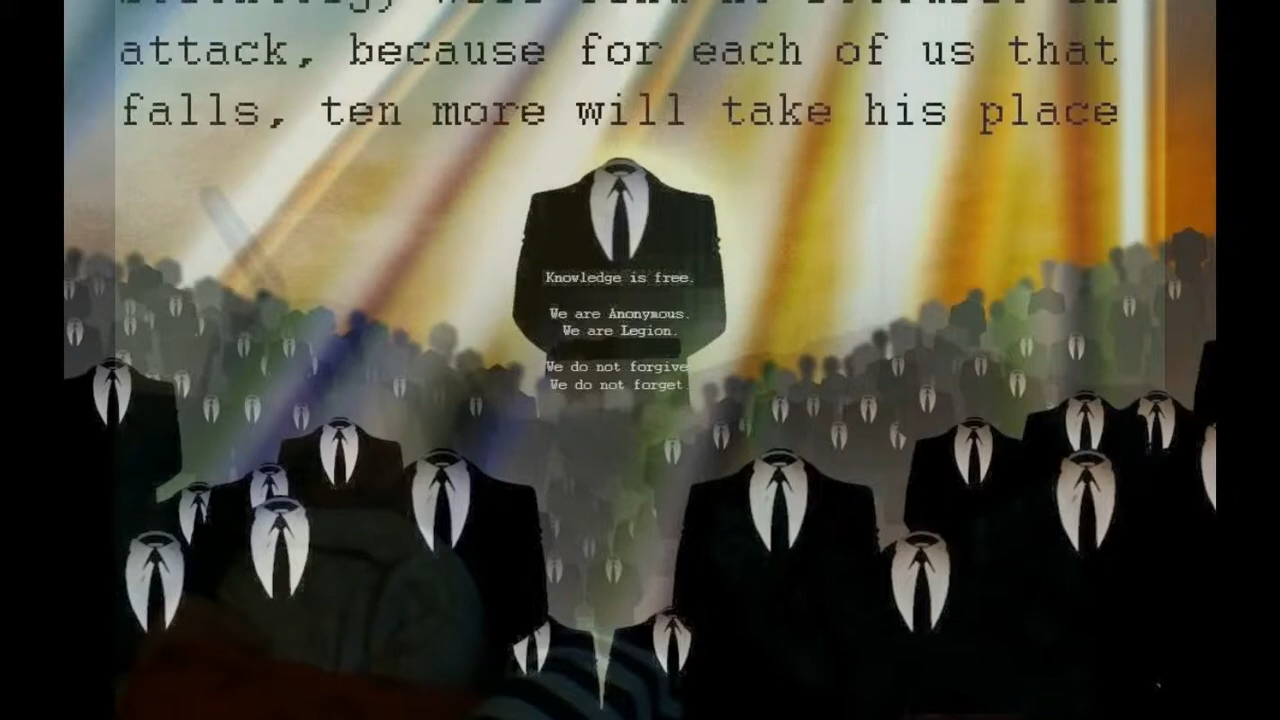 attack, because for each of us that
falls, ten more will take his place
Knowledge is free.
We are Anonymous.
We are Legion.
We do not forgive
We do not forget.